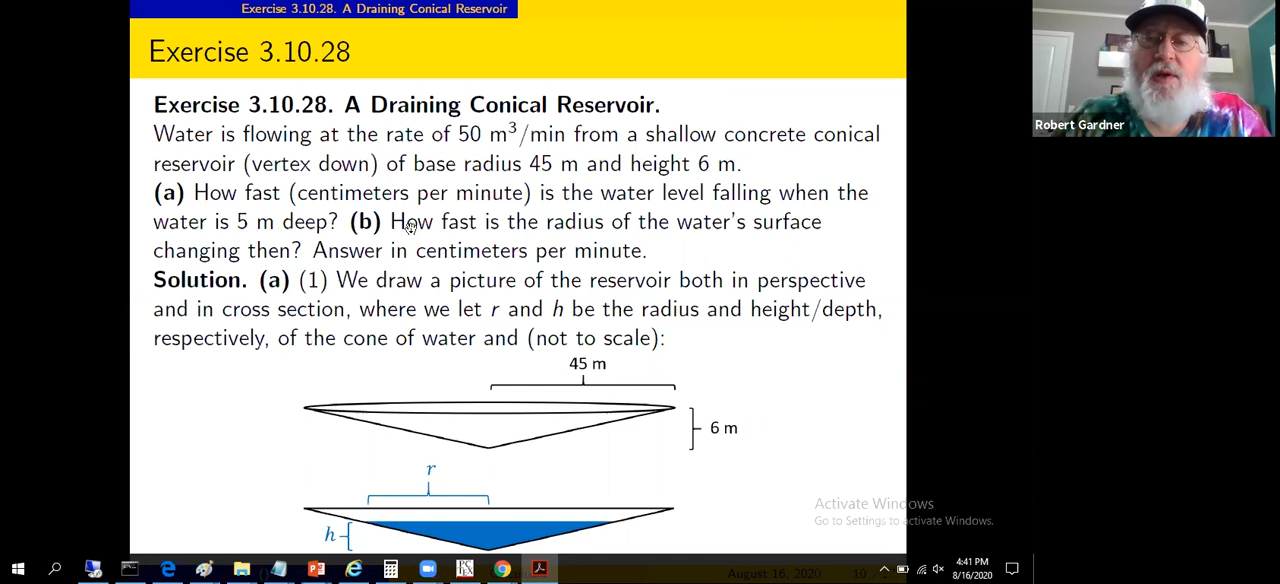 Exercise 3.10.28. A Draining Conical Reservoir
Exercise 3.10.28
Exercise 3.10.28. A Draining Conical Reservoir.
Water is flowing at the rate of 50 m³/min from a shallow concrete conical
reservoir (vertex down) of base radius 45 m and height 6 m.
(a) How fast (centimeters per minute) is the water level falling when the
water is 5 m deep? (b) How fast is the radius of the water's surface
changing then? Answer in centimeters per minute.
Solution. (a) (1) We draw a picture of the reservoir both in perspective
and in cross section, where we let r and h be the radius and height/depth,
respectively, of the cone of water and (not to scale):
45 m
6 m
r
h
Robert Gardner
Activate Windows
Go to Settings to activate Windows.
August 16, 2020 10
4:41 PM
8/16/2020